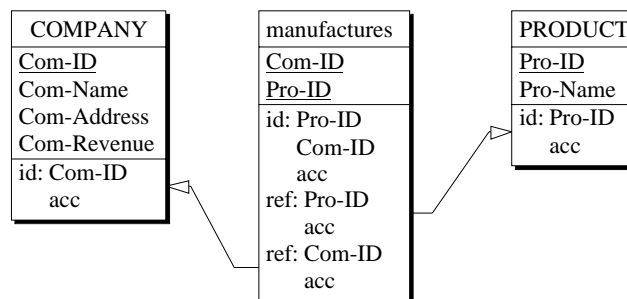 COMPANY
Com-ID
Com-Name
Com-Address
Com-Revenue
id: Com-ID
acc
manufactures
Com-ID
Pro-ID
id: Pro-ID
Com-ID
acc
ref: Pro-ID
acc
ref: Com-ID
acc
PRODUCT
Pro-ID
Pro-Name
id: Pro-ID
acc